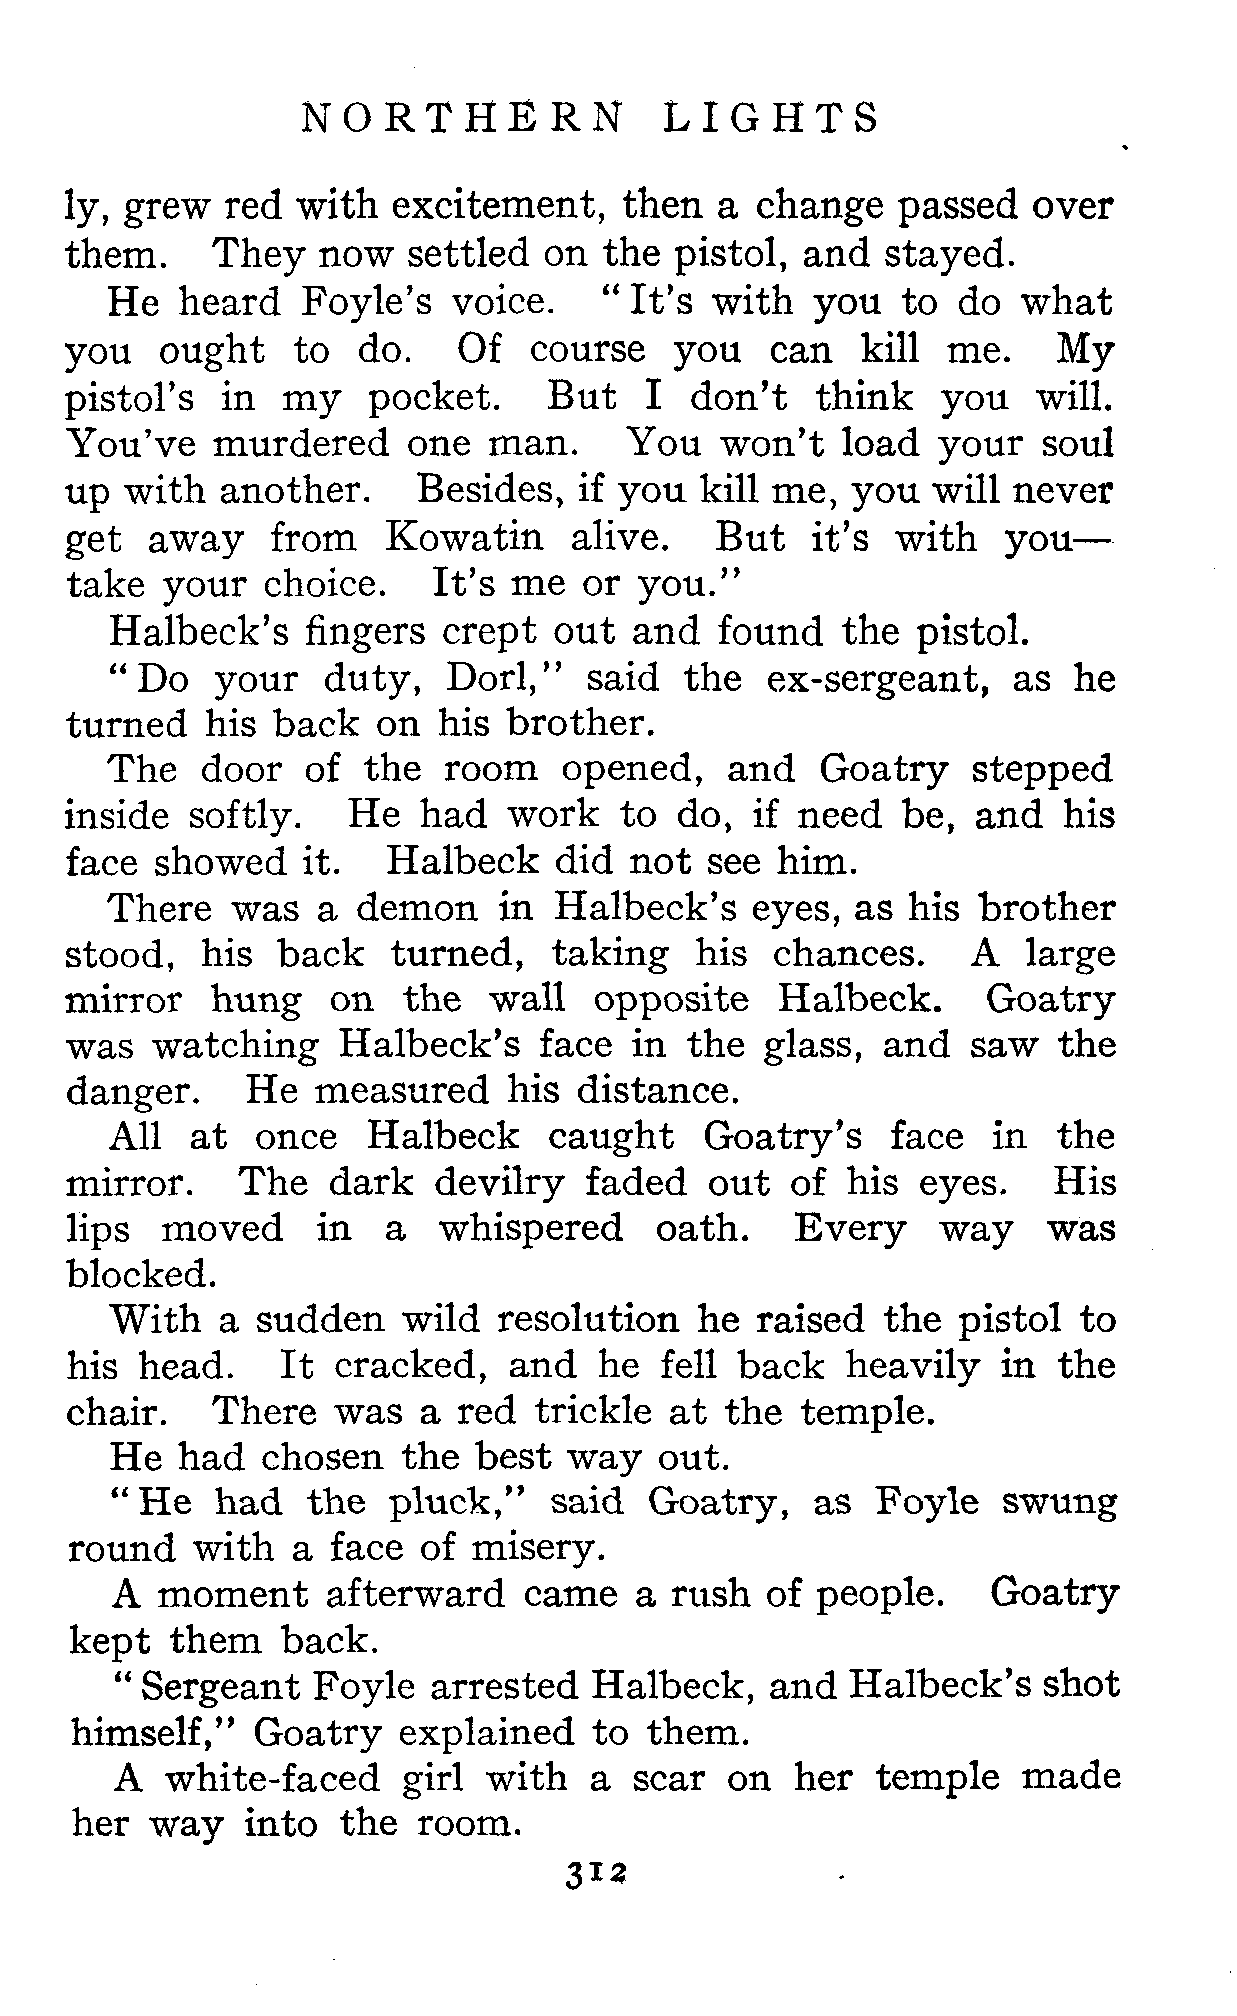 NORTHERN LIGHTS
ly, grew red with excitement, then a change passed over
them. They now settled on the pistol, and stayed.
He heard Foyle's voice. "It's with you to do what
you ought to do. Of course you can kill me. My
pistol's in my pocket. But I don't think you will.
You've murdered one man. You won't load your soul
up with another. Besides, if you kill me, you will never
get away from Kowatin alive. But it's with you—
take your choice. It's me or you."
Halbeck's fingers crept out and found the pistol.
"Do your duty, Dorl," said the ex-sergeant, as he
turned his back on his brother.
The door of the room opened, and Goatry stepped
inside softly. He had work to do, if need be, and his
face showed it. Halbeck did not see him.
There was a demon in Halbeck's eyes, as his brother
stood, his back turned, taking his chances. A large
mirror hung on the wall opposite Halbeck. Goatry
was watching Halbeck's face in the glass, and saw the
danger. He measured his distance.
All at once Halbeck caught Goatry's face in the
mirror. The dark devilry faded out of his eyes. His
lips moved in a whispered oath. Every way was
blocked.
With a sudden wild resolution he raised the pistol to
his head. It cracked, and he fell back heavily in the
chair. There was a red trickle at the temple.
He had chosen the best way out.
"He had the pluck," said Goatry, as Foyle swung
round with a face of misery.
A moment afterward came a rush of people. Goatry
kept them back.
"Sergeant Foyle arrested Halbeck, and Halbeck's shot
himself," Goatry explained to them.
A white-faced girl with a scar on her temple made
her way into the room.
312